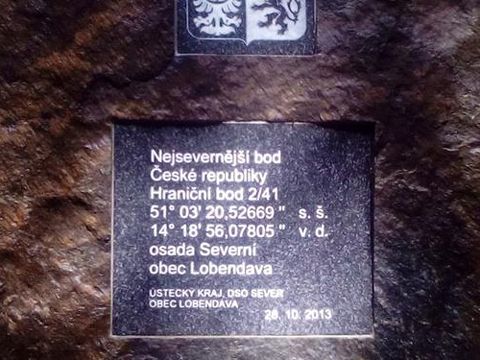 Nejsevernější bod
České republiky
Hraniční bod 2/41
51° 03' 20,52669 " s. š.
14° 18' 56,07805 " v. d.
osada Severní
obec Lobendava
ÚSTECKÝ KRAJ, DSO SEVER
OBEC LOBENDAVA
28. 10. 2013